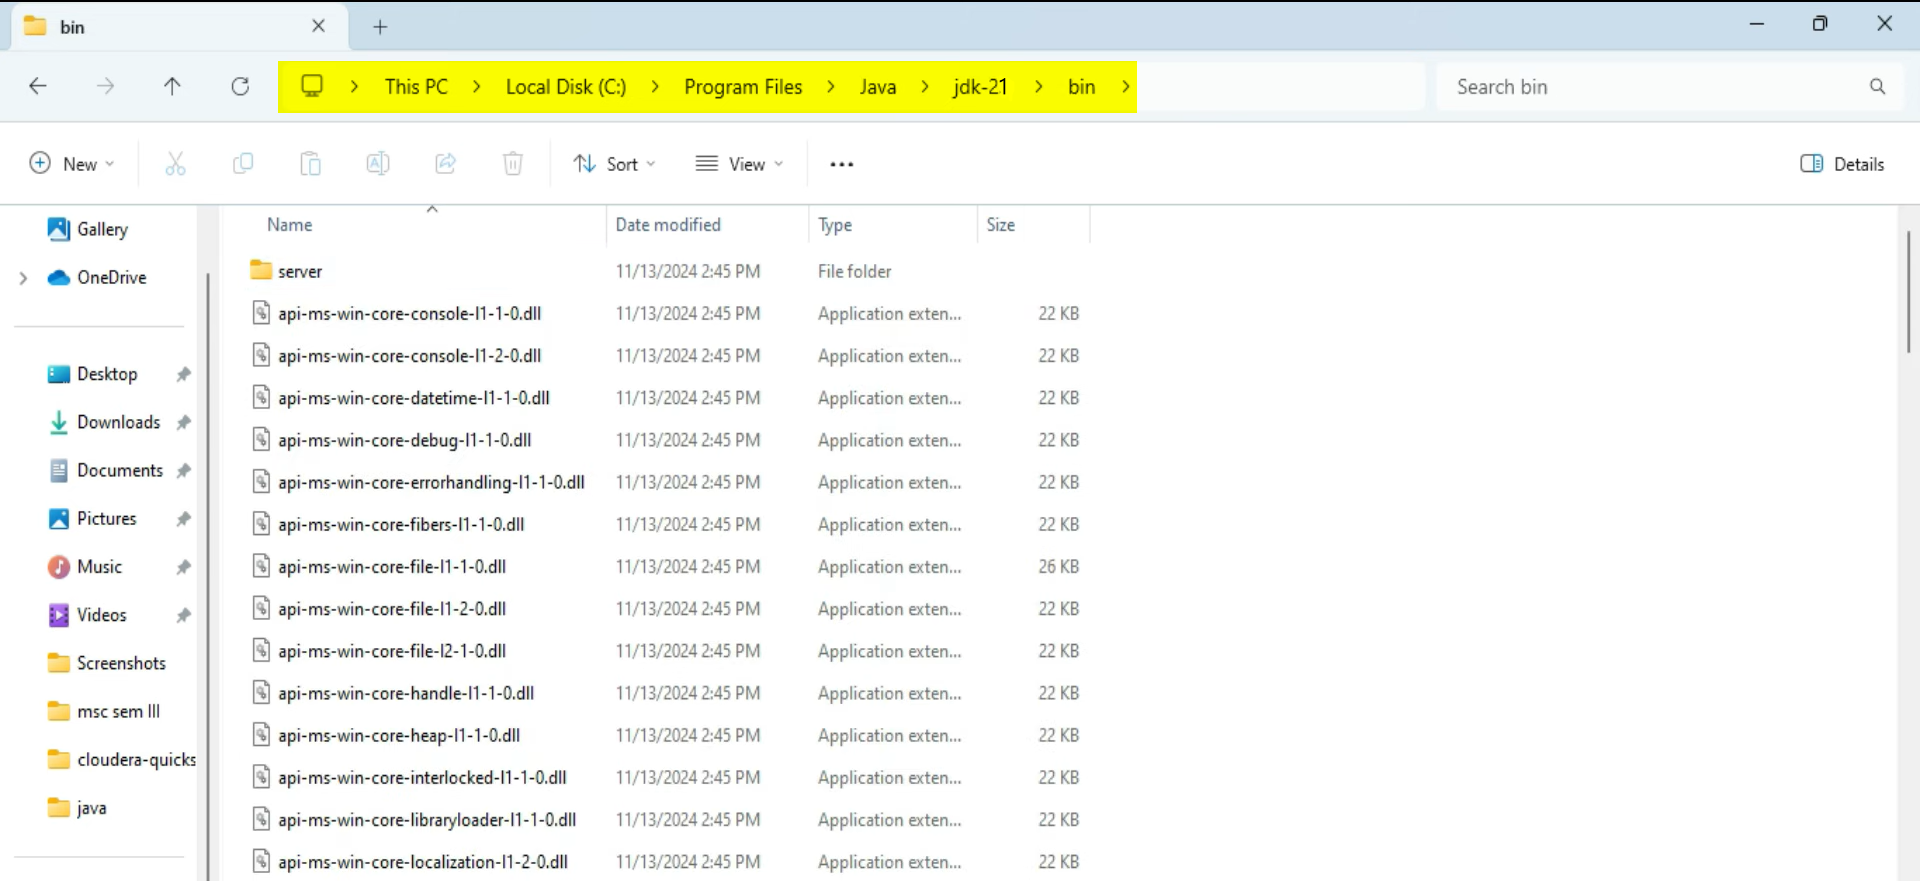 bin
This PC > Local Disk (C:) > Program Files > Java > jdk-21 > bin >
Search bin
New
Sort
View
Details
Gallery
OneDrive
Desktop
Downloads
Documents
Pictures
Music
Videos
Screenshots
msc sem III
cloudera-quicks
java
Name Date modified Type Size
server 11/13/2024 2:45 PM File folder
api-ms-win-core-console-l1-1-0.dll 11/13/2024 2:45 PM Application exten... 22 KB
api-ms-win-core-console-l1-2-0.dll 11/13/2024 2:45 PM Application exten... 22 KB
api-ms-win-core-datetime-l1-1-0.dll 11/13/2024 2:45 PM Application exten... 22 KB
api-ms-win-core-debug-l1-1-0.dll 11/13/2024 2:45 PM Application exten... 22 KB
api-ms-win-core-errorhandling-l1-1-0.dll 11/13/2024 2:45 PM Application exten... 22 KB
api-ms-win-core-fibers-l1-1-0.dll 11/13/2024 2:45 PM Application exten... 22 KB
api-ms-win-core-file-l1-1-0.dll 11/13/2024 2:45 PM Application exten... 26 KB
api-ms-win-core-file-l1-2-0.dll 11/13/2024 2:45 PM Application exten... 22 KB
api-ms-win-core-file-l2-1-0.dll 11/13/2024 2:45 PM Application exten... 22 KB
api-ms-win-core-handle-l1-1-0.dll 11/13/2024 2:45 PM Application exten... 22 KB
api-ms-win-core-heap-l1-1-0.dll 11/13/2024 2:45 PM Application exten... 22 KB
api-ms-win-core-interlocked-l1-1-0.dll 11/13/2024 2:45 PM Application exten... 22 KB
api-ms-win-core-libraryloader-l1-1-0.dll 11/13/2024 2:45 PM Application exten... 22 KB
api-ms-win-core-localization-l1-2-0.dll 11/13/2024 2:45 PM Application exten... 22 KB